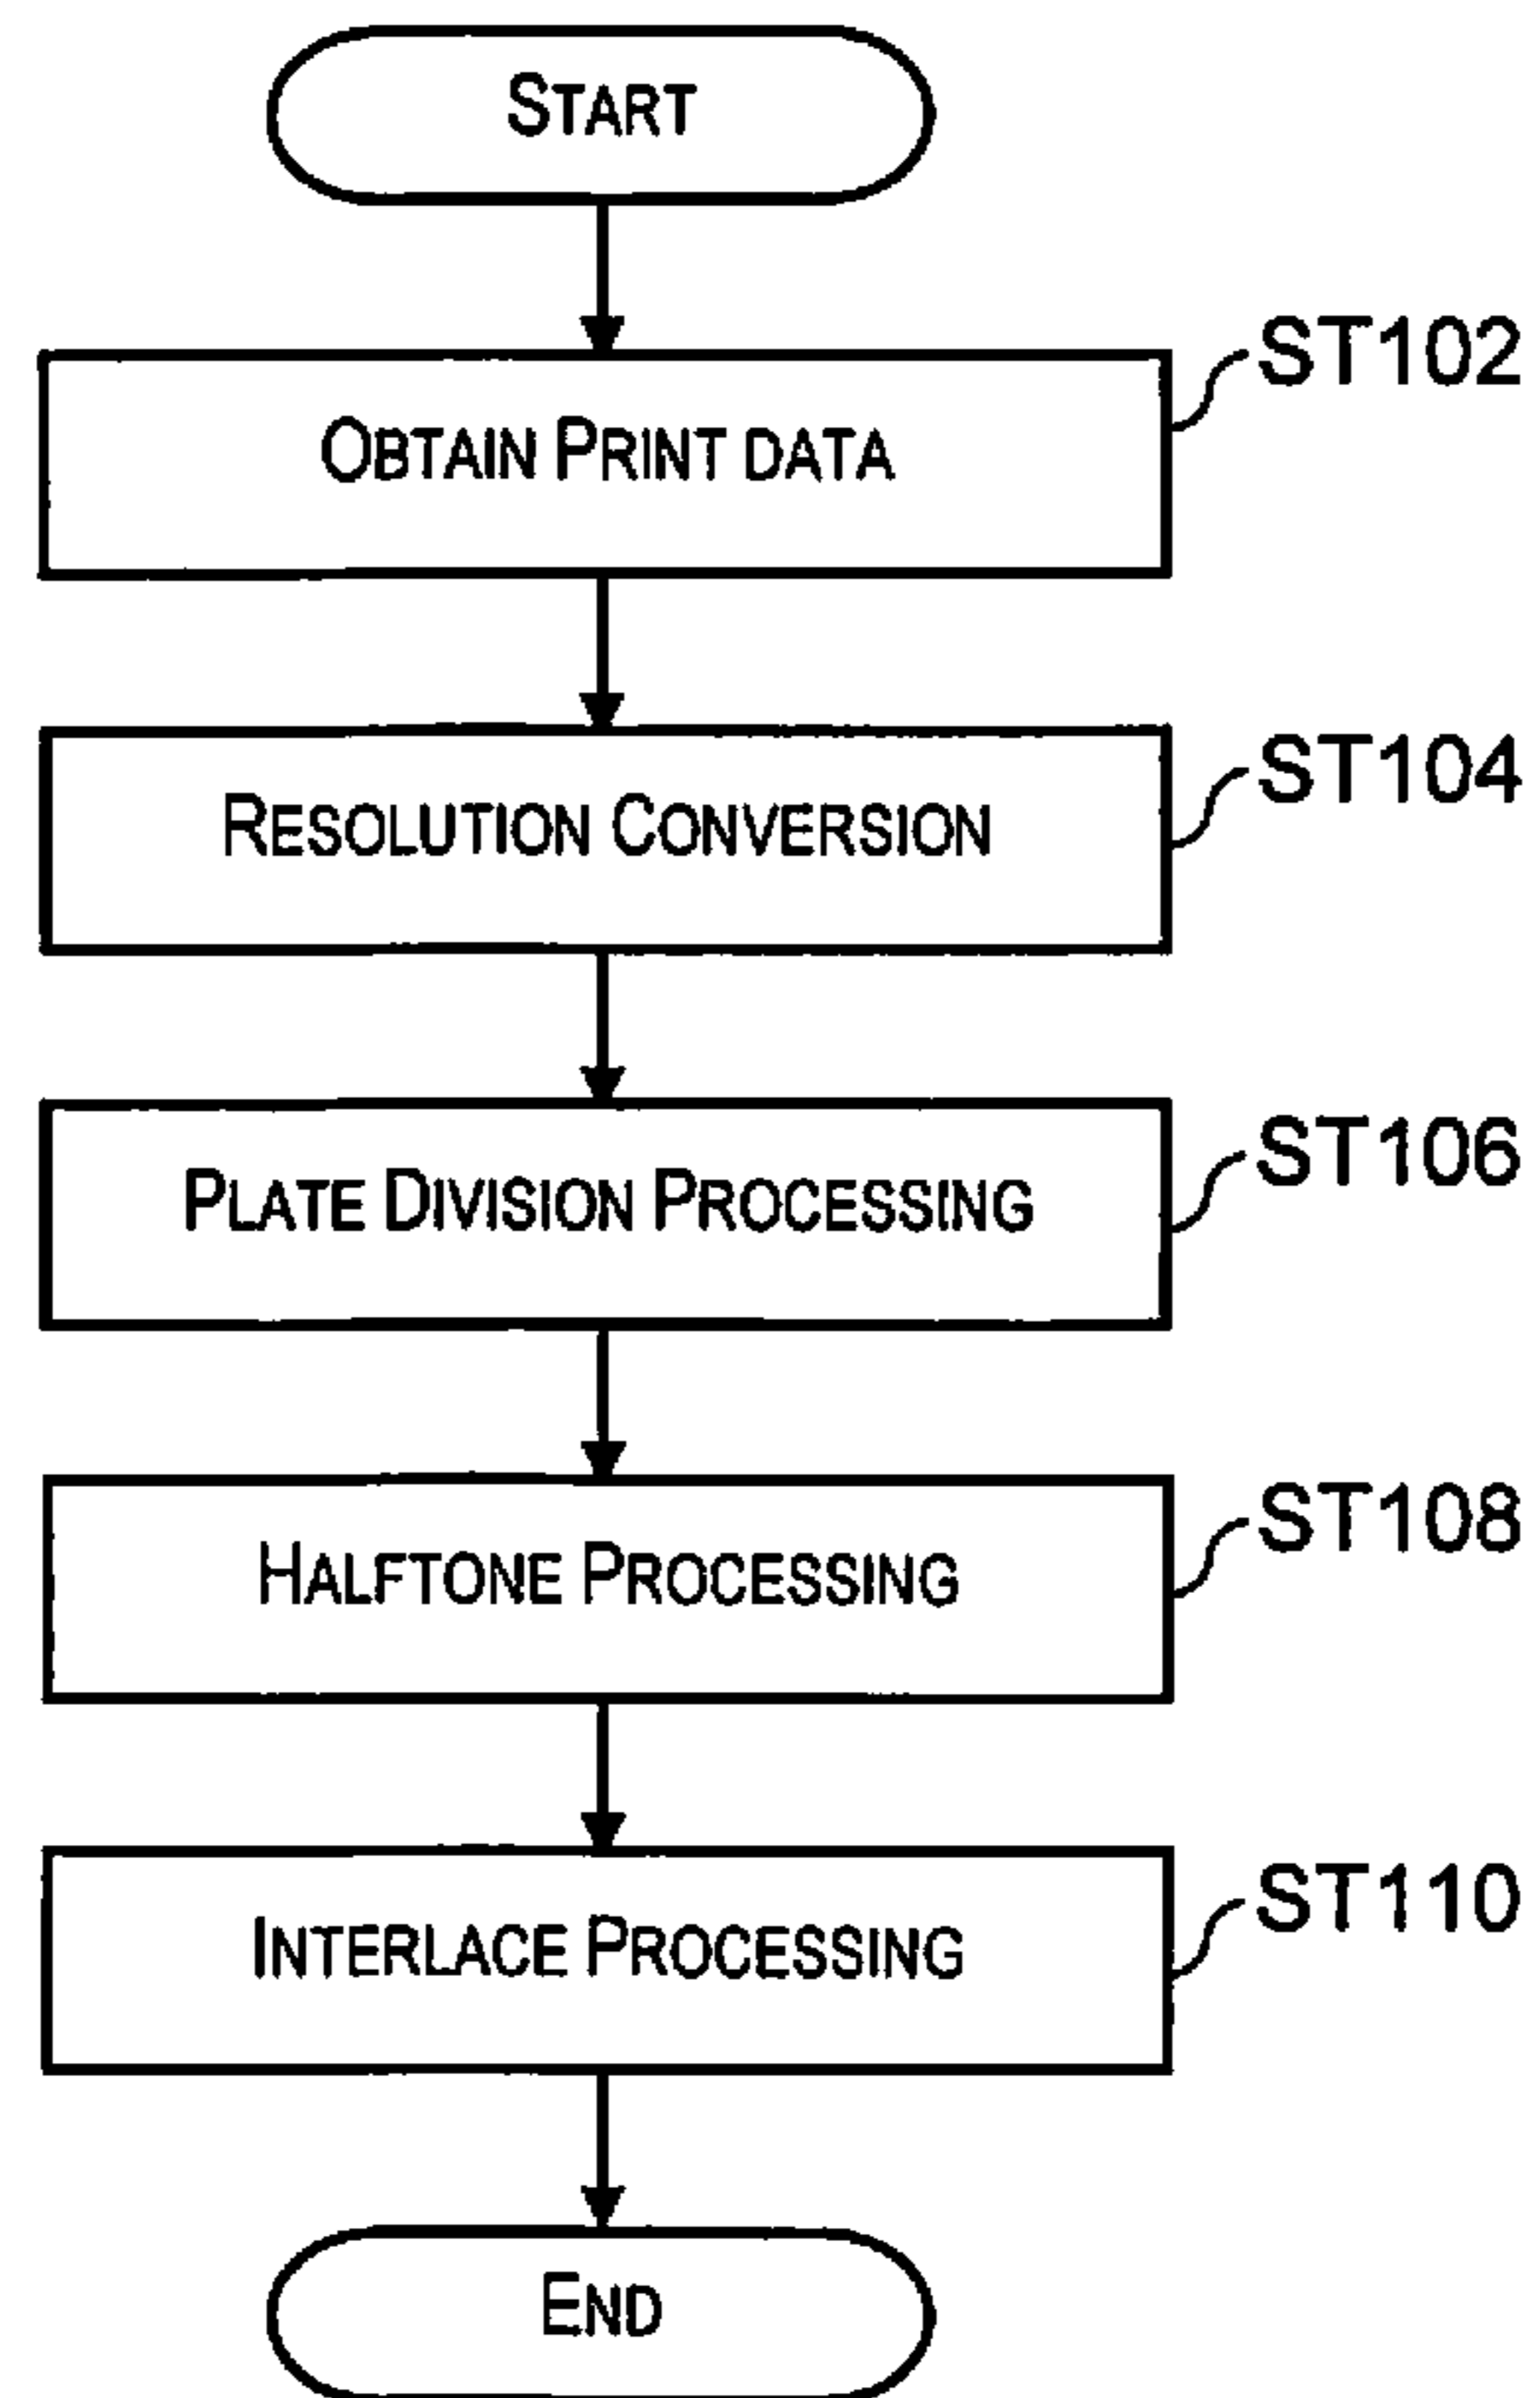 START
OBTAIN PRINT DATA
ST102
RESOLUTION CONVERSION
ST104
PLATE DIVISION PROCESSING
ST106
HALFTONE PROCESSING
ST108
INTERLACE PROCESSING
ST110
END